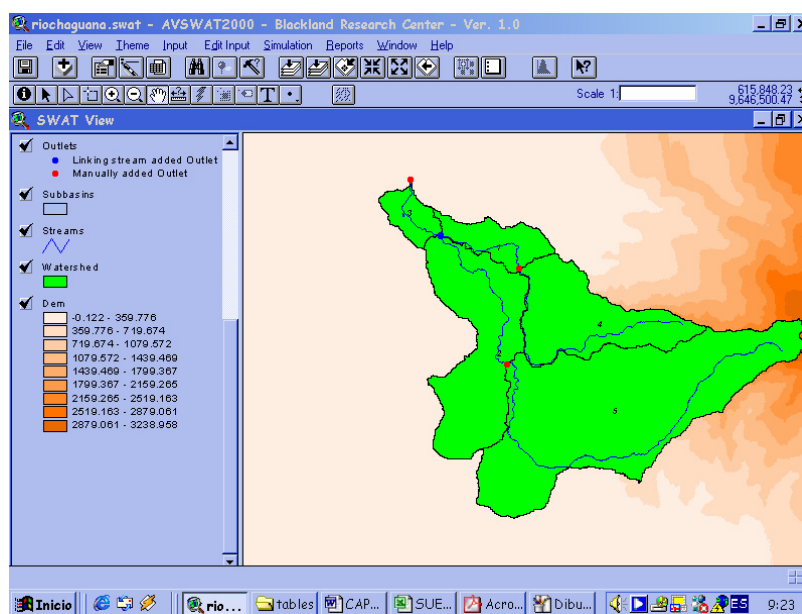 riochaguana.swat - AVSWAT2000 - Blackland Research Center - Ver. 1.0
File Edit View Theme Input Edit Input Simulation Reports Window Help
T
Scale 1:
615,848.23
9,646,500.47
SWAT View
Outlets
Linking stream added Outlet
Manually added Outlet
Subbasins
Streams
Watershed
Dem
-0.122 - 359.776
359.776 - 719.674
719.674 - 1079.572
1079.572 - 1439.469
1439.469 - 1799.367
1799.367 - 2159.265
2159.265 - 2519.163
2519.163 - 2879.061
2879.061 - 3238.958
3
4
5
Inicio
rio...
tables
CAP...
SUE...
Acro...
Dibu...
ES
9:23